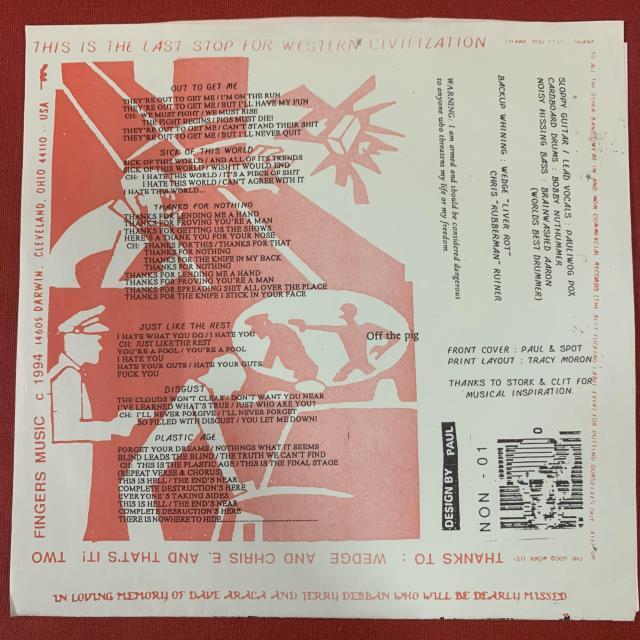 THIS IS THE LAST STOP FOR WESTERN CIVILIZATION
THANK YOU LIST: THANK
OUT TO GET ME
THEY'RE OUT TO GET ME / I'M ON THE RUN
THEY'RE OUT TO GET ME / BUT I'LL HAVE MY FUN
CH: WE MUST FIGHT / WE MUST RISE
THE FIGHT BEGINS / PIGS MUST DIE!
THEY'RE OUT TO GET ME / CAN'T STAND THEIR SHIT
THEY'RE OUT TO GET ME / BUT I'LL NEVER QUIT
SICK OF THIS WORLD
SICK OF THIS WORLD / AND ALL OF ITS TRENDS
SICK OF THIS WORLD / WISH IT WOULD END
CH: I HATE THIS WORLD / IT'S A PIECE OF SHIT
I HATE THIS WORLD / CAN'T AGREE WITH IT
I HATE THIS WORLD...
THANKS FOR NOTHING
THANKS FOR LENDING ME A HAND
THANKS FOR PROVING YOU'RE A MAN
THANKS FOR GETTING US THE SHOWS
HERE'S A THANK YOU FOR YOUR NOSE
CH: THANKS FOR THIS / THANKS FOR THAT
THANKS FOR NOTHING
THANKS FOR THE KNIFE IN MY BACK
THANKS FOR NOTHING
THANKS FOR LENDING ME A HAND
THANKS FOR PROVING YOU'RE A MAN
THANKS FOR SPREADING SHIT ALL OVER THE PLACE
THANKS FOR THE KNIFE I STICK IN YOUR FACE
JUST LIKE THE REST
I HATE WHAT YOU DO / I HATE YOU
CH: JUST LIKE THE REST
YOU'RE A FOOL / YOU'RE A FOOL
I HATE YOU
HATE YOUR GUTS / HATE YOUR GUTS
FUCK YOU
DISGUST
THE CLOUDS WON'T CLEAR / DON'T WANT YOU NEAR
I'VE LEARNED WHAT'S TRUE / JUST WHO ARE YOU?
CH: I'LL NEVER FORGIVE / I'LL NEVER FORGET
SO FILLED WITH DISGUST / YOU LET ME DOWN!
PLASTIC AGE
FORGET YOUR DREAMS / NOTHINGS WHAT IT SEEMS
BLIND LEADS THE BLIND / THE TRUTH WE CAN'T FIND
CH: THIS IS THE PLASTIC AGE / THIS IS THE FINAL STAGE
(REPEAT VERSE & CHORUS)
THIS IS HELL / THE END'S NEAR
COMPLETE DESTRUCTION'S HERE
EVERYONE'S TAKING SIDES
THIS IS HELL / THE END'S NEAR
COMPLETE DESTRUCTION'S HERE
THERE IS NOWHERE TO HIDE
Off the pig
SLOPPY GUITAR / LEAD VOCALS : PAULIWOG POX
CARDBOARD DRUMS : BOBBY NUTHUMMER
(WORLDS BEST DRUMMER)
NOISY HISSING BASS : BRAINWASHED AARON
BACKUP WHINING : WEDGE "LIVER ROT"
CHRIS "RUBBERMAN" RUINER
WARNING: I am armed and should be considered dangerous
to anyone who threatens my life or my freedom.
FRONT COVER : PAUL & SPOT
PRINT LAYOUT : TRACY MORON
THANKS TO STORK & CLIT FOR
MUSICAL INSPIRATION.
DESIGN BY PAUL
NON - 01
0
FINGERS MUSIC c 1994 14605 DARWIN, CLEVELAND, OHIO 44110 -- USA
THANKS TO : WEDGE AND CHRIS E. AND THAT'S IT! TWO
IN LOVING MEMORY OF DAVE ARACA AND JERRY DEBBAN WHO WILL BE DEARLY MISSED